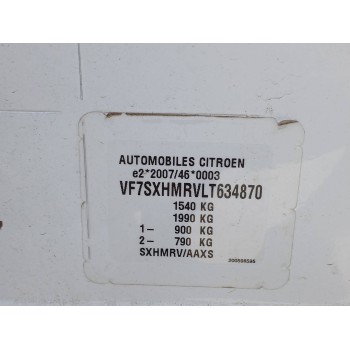 AUTOMOBILES CITROEN
e2*2007/46*0003
VF7SXHMRVLT634870
1540 KG
1990 KG
1- 900 KG
2- 790 KG
SXHMRV/AAXS